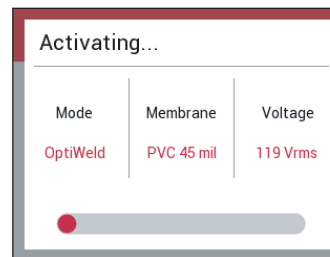 Activating...
Mode Membrane Voltage
OptiWeld PVC 45 mil 119 Vrms